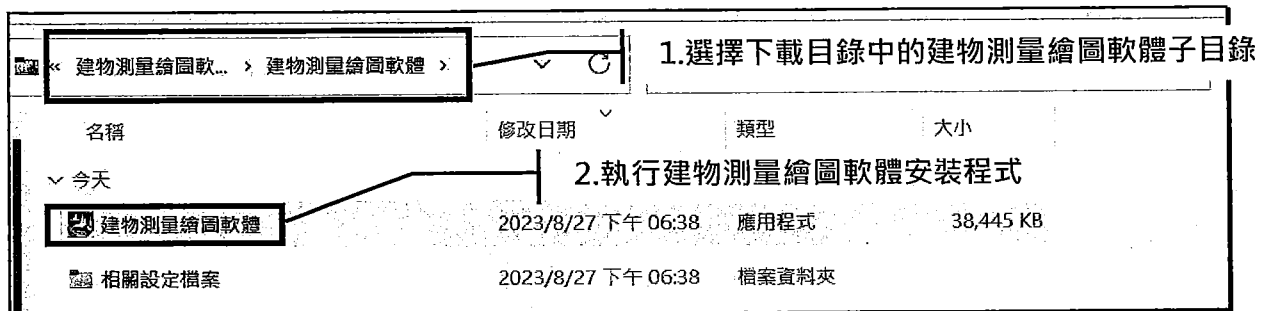 « 建物測量繪圖軟... › 建物測量繪圖軟體 ›
1.選擇下載目錄中的建物測量繪圖軟體子目錄
名稱 修改日期 類型 大小
今天
2.執行建物測量繪圖軟體安裝程式
建物測量繪圖軟體 2023/8/27 下午 06:38 應用程式 38,445 KB
相關設定檔案 2023/8/27 下午 06:38 檔案資料夾